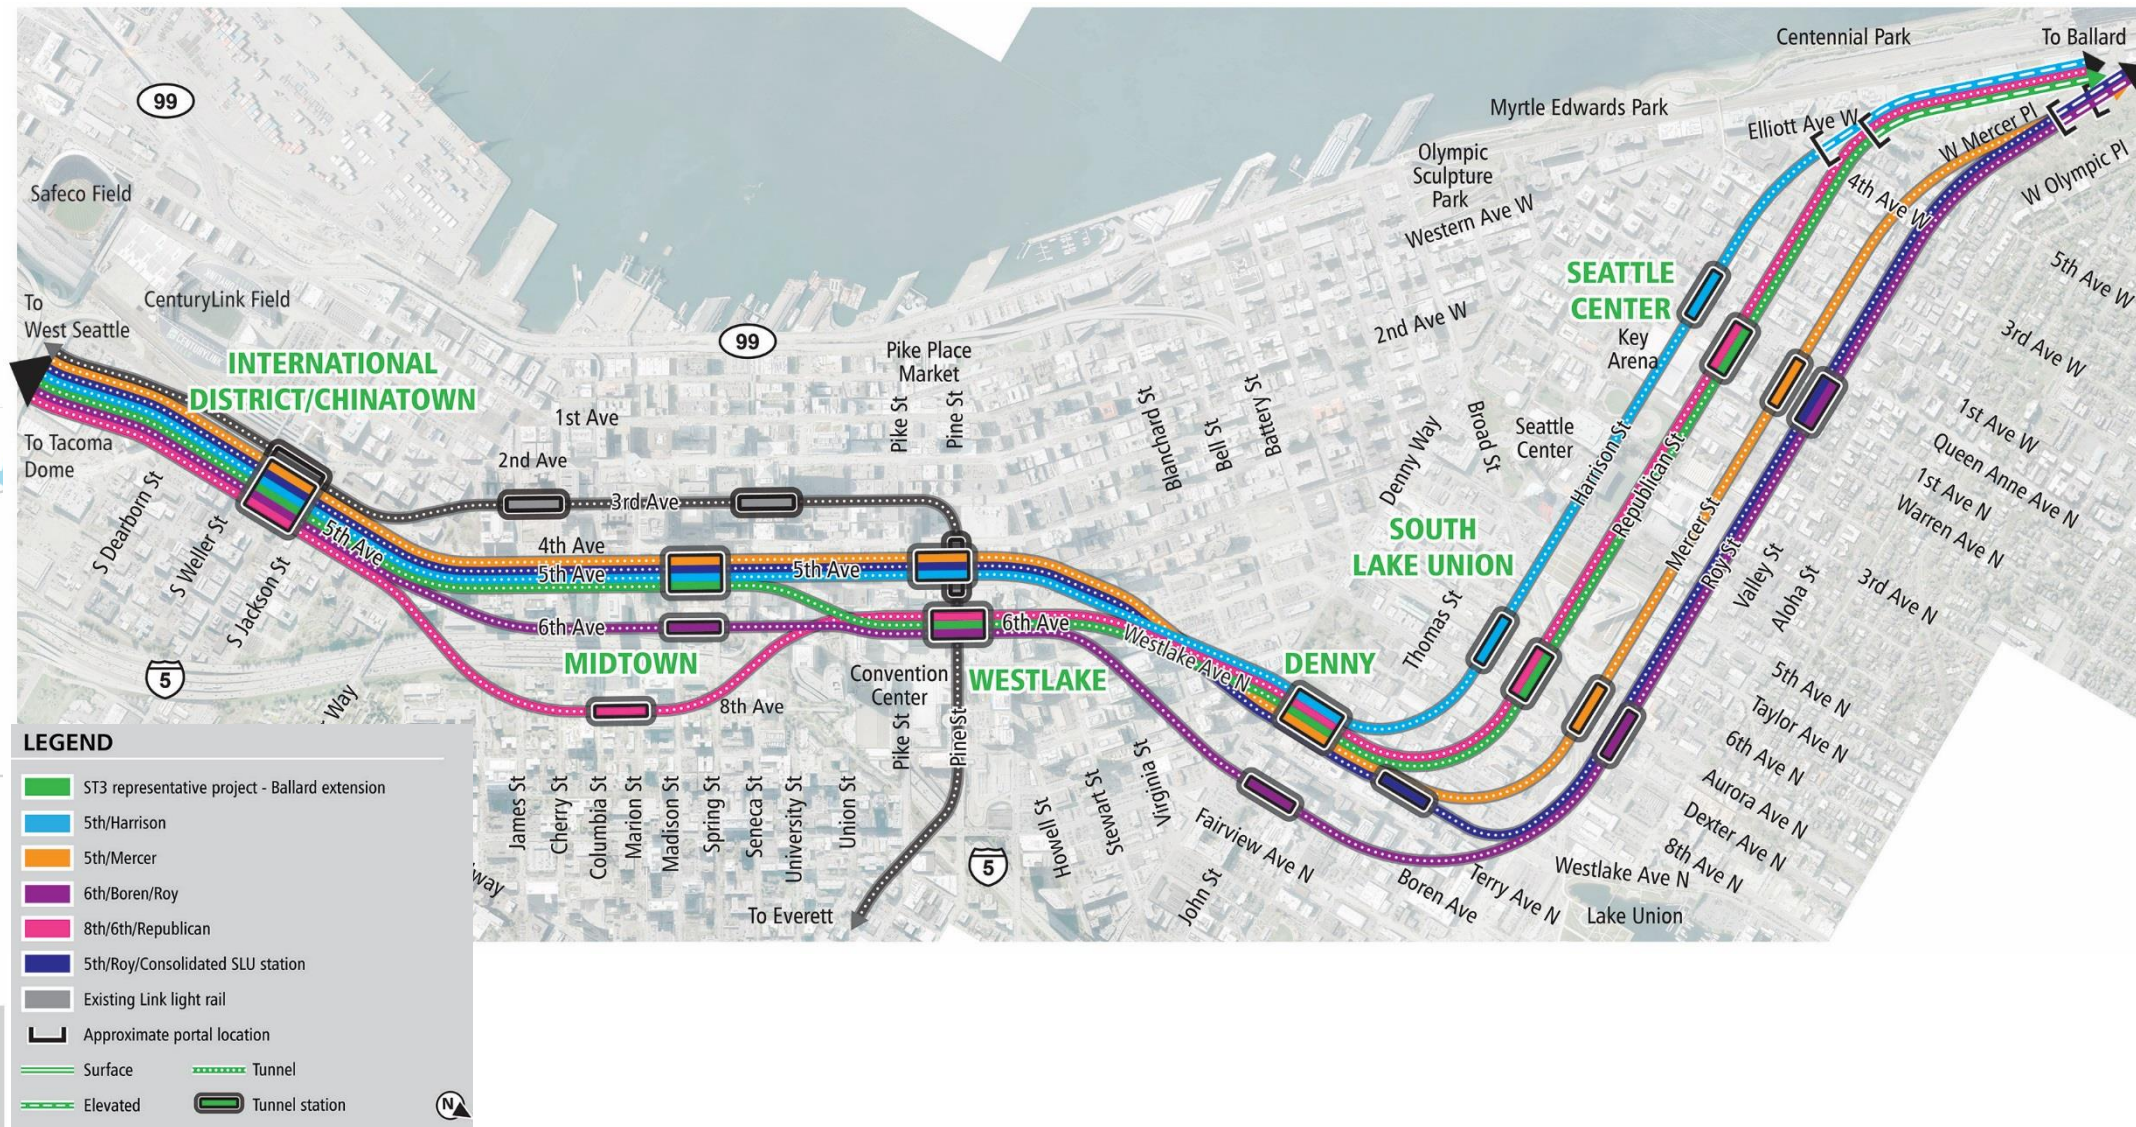 Centennial Park
To Ballard
99
Myrtle Edwards Park
Elliott Ave W
W Mercer Pl
W Olympic Pl
Safeco Field
Olympic
Sculpture
Park
4th Ave W
Western Ave W
5th Ave W
To
West Seattle
CenturyLink Field
SEATTLE
CENTER
Key
Arena
2nd Ave W
3rd Ave W
99
Pike Place
Market
INTERNATIONAL
DISTRICT/CHINATOWN
To Tacoma
Dome
1st Ave
2nd Ave
3rd Ave
4th Ave
5th Ave
5th Ave
5th Ave
6th Ave
6th Ave
8th Ave
Pike St
Pine St
Blanchard St
Bell St
Battery St
Denny Way
Broad St
Seattle
Center
Harrison St
Republican St
Mercer St
Roy St
Valley St
Aloha St
1st Ave W
Queen Anne Ave N
1st Ave N
Warren Ave N
3rd Ave N
5th Ave N
Taylor Ave N
6th Ave N
Aurora Ave N
Dexter Ave N
8th Ave N
Westlake Ave N
Lake Union
S Dearborn St
S Weller St
S Jackson St
5
MIDTOWN
Convention
Center
WESTLAKE
Westlake Ave N
DENNY
SOUTH
LAKE UNION
Thomas St
Way
way
James St
Cherry St
Columbia St
Marion St
Madison St
Spring St
Seneca St
University St
Union St
Pike St
Pine St
To Everett
5
Howell St
Stewart St
Virginia St
Fairview Ave N
John St
Boren Ave
Terry Ave N
LEGEND
ST3 representative project - Ballard extension
5th/Harrison
5th/Mercer
6th/Boren/Roy
8th/6th/Republican
5th/Roy/Consolidated SLU station
Existing Link light rail
Approximate portal location
Surface
Tunnel
Elevated
Tunnel station
N